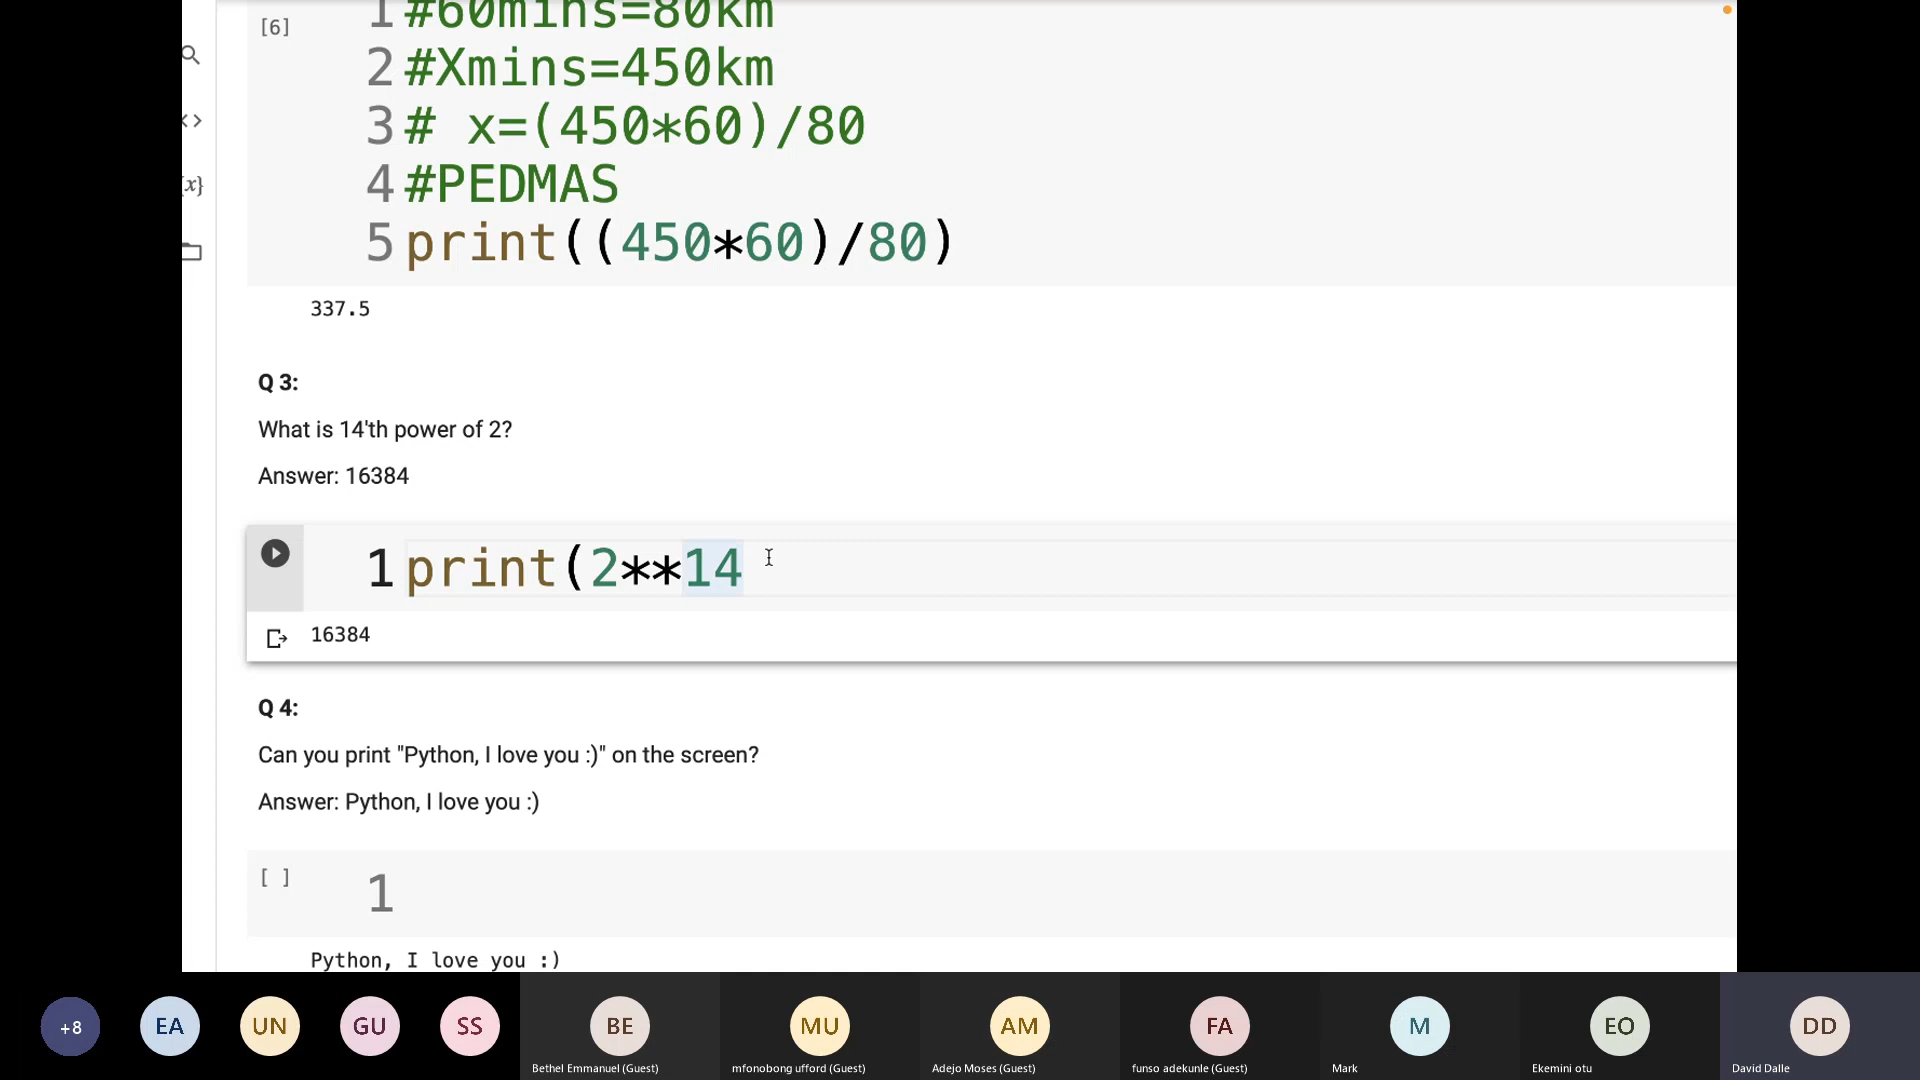 [6]
1 #60mins=80km
2 #Xmins=450km
3 # x=(450*60)/80
4 #PEDMAS
5 print((450*60)/80)
337.5
Q 3:
What is 14'th power of 2?
Answer: 16384
1 print(2**14
16384
Q 4:
Can you print "Python, I love you :)" on the screen?
Answer: Python, I love you :)
[ ] 1
Python, I love you :)
+8 EA UN GU SS BE MU AM FA M EO DD
Bethel Emmanuel (Guest) mfonobong ufford (Guest) Adejo Moses (Guest) funso adekunle (Guest) Mark Ekemini otu David Dalle